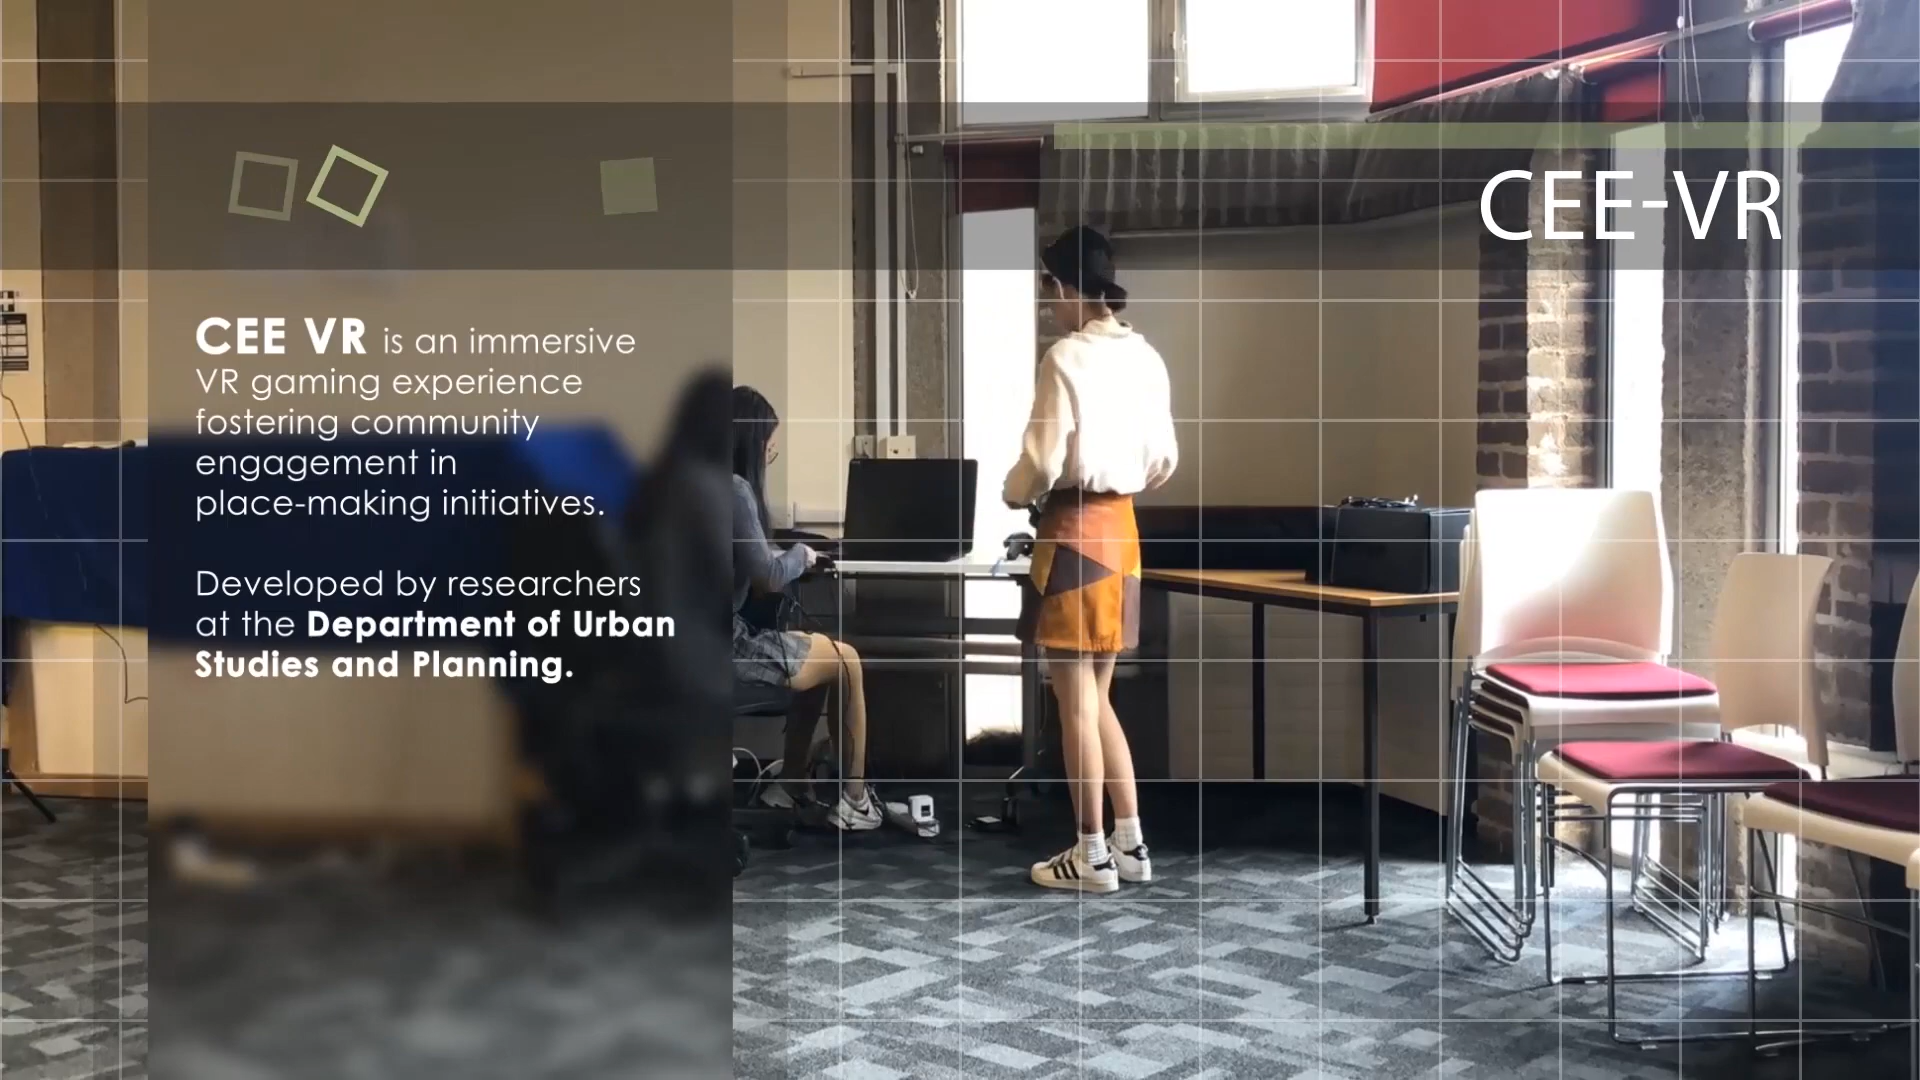 CEE-VR
CEE VR is an immersive
VR gaming experience
fostering community
engagement in
place-making initiatives.
Developed by researchers
at the Department of Urban
Studies and Planning.